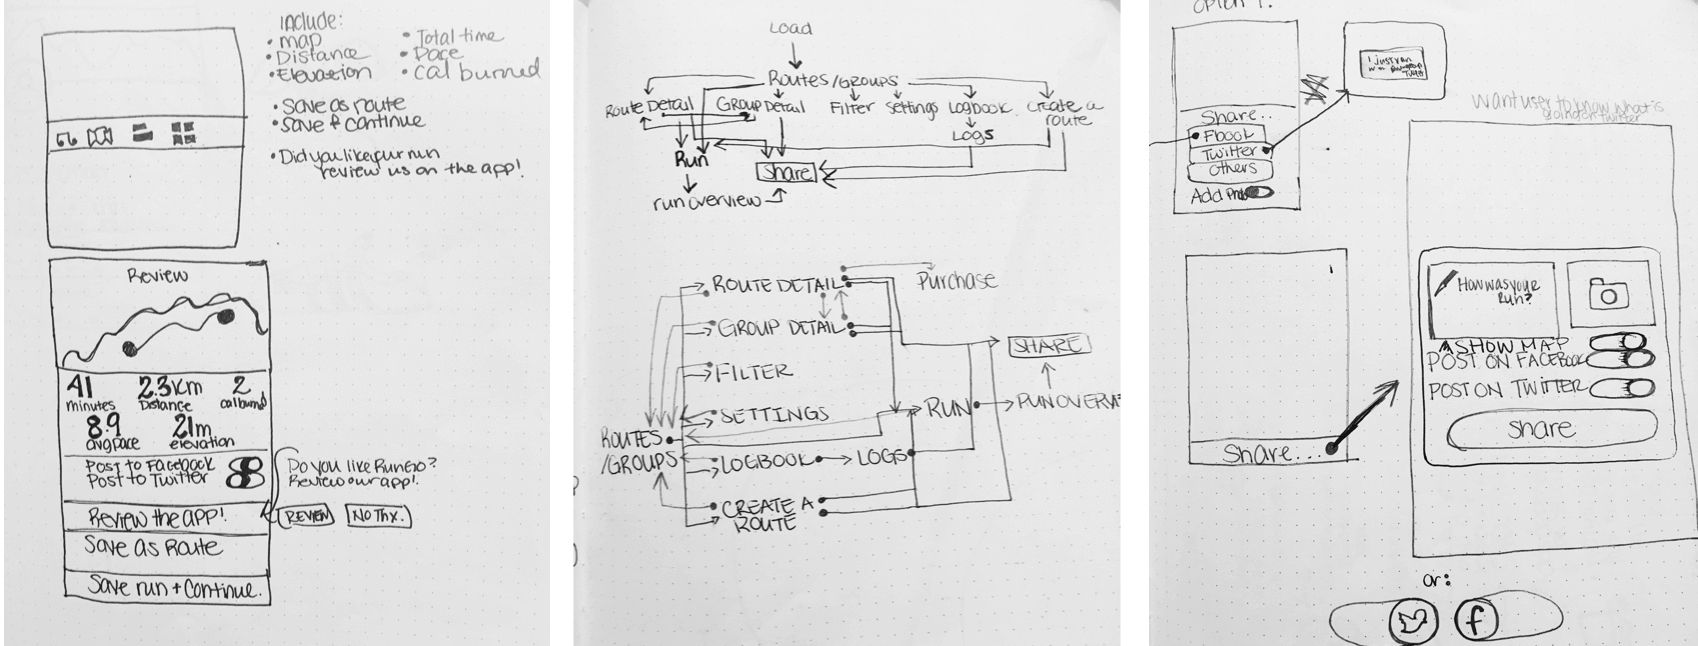 include:
• map
• Distance
• Elevation
• Total time
• Pace
• Cal burned
• Save as route
• Save & continue
• Did you like your run
review us on the app!
Review
41
minutes
2.3km
Distance
2
cal burnd
8.9
avg pace
21m
elevation
Post to Facebook
Post to Twitter
Review the app!
Save as Route
Save run + Continue.
Do you like RunGo?
Review our app!
REVIEW
NO THX.
Load
Routes/Groups
Route Detail
Group Detail
Filter
Settings
Logbook
Create a
route
Logs
Run
Share
run overview
ROUTE DETAIL
Purchase
GROUP DETAIL
SHARE
FILTER
SETTINGS
RUN
RUN OVERVI
ROUTES
/GROUPS
LOGBOOK
LOGS
CREATE A
ROUTE
Option 1:
I just ran
Share..
Fbook
Twitter
Others
Add
Want user to know what is
going on twitter
How was your
Run?
SHOW MAP
POST ON FACEBOOK
POST ON TWITTER
Share
Share...
or:
f